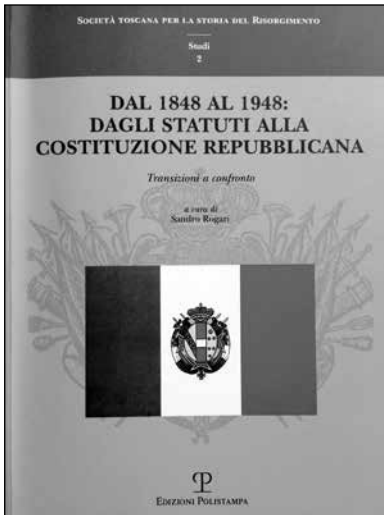 SOCIETÀ TOSCANA PER LA STORIA DEL RISORGIMENTO
Studi
2
DAL 1848 AL 1948:
DAGLI STATUTI ALLA
COSTITUZIONE REPUBBLICANA
Transizioni a confronto
a cura di
Sandro Rogari
EDIZIONI POLISTAMPA